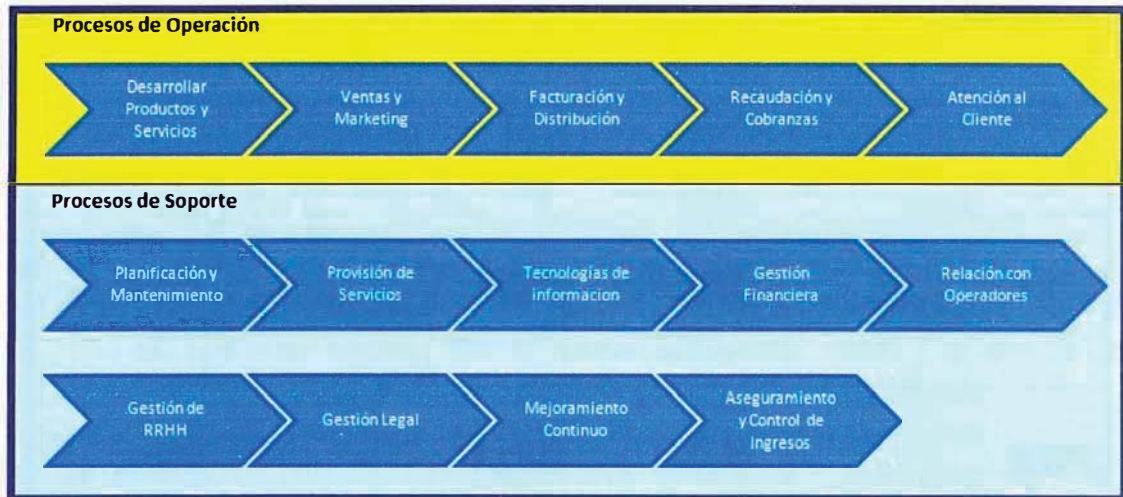 Procesos de Operación
Desarrollar
Productos y
Servicios
Ventas y
Marketing
Facturación y
Distribución
Recaudación y
Cobranzas
Atención al
Cliente
Procesos de Soporte
Planificación y
Mantenimiento
Provisión de
Servicios
Tecnologías de
informacion
Gestión
Financiera
Relación con
Operadores
Gestión de
RRHH
Gestión Legal
Mejoramiento
Continuo
Aseguramiento
y Control de
Ingresos